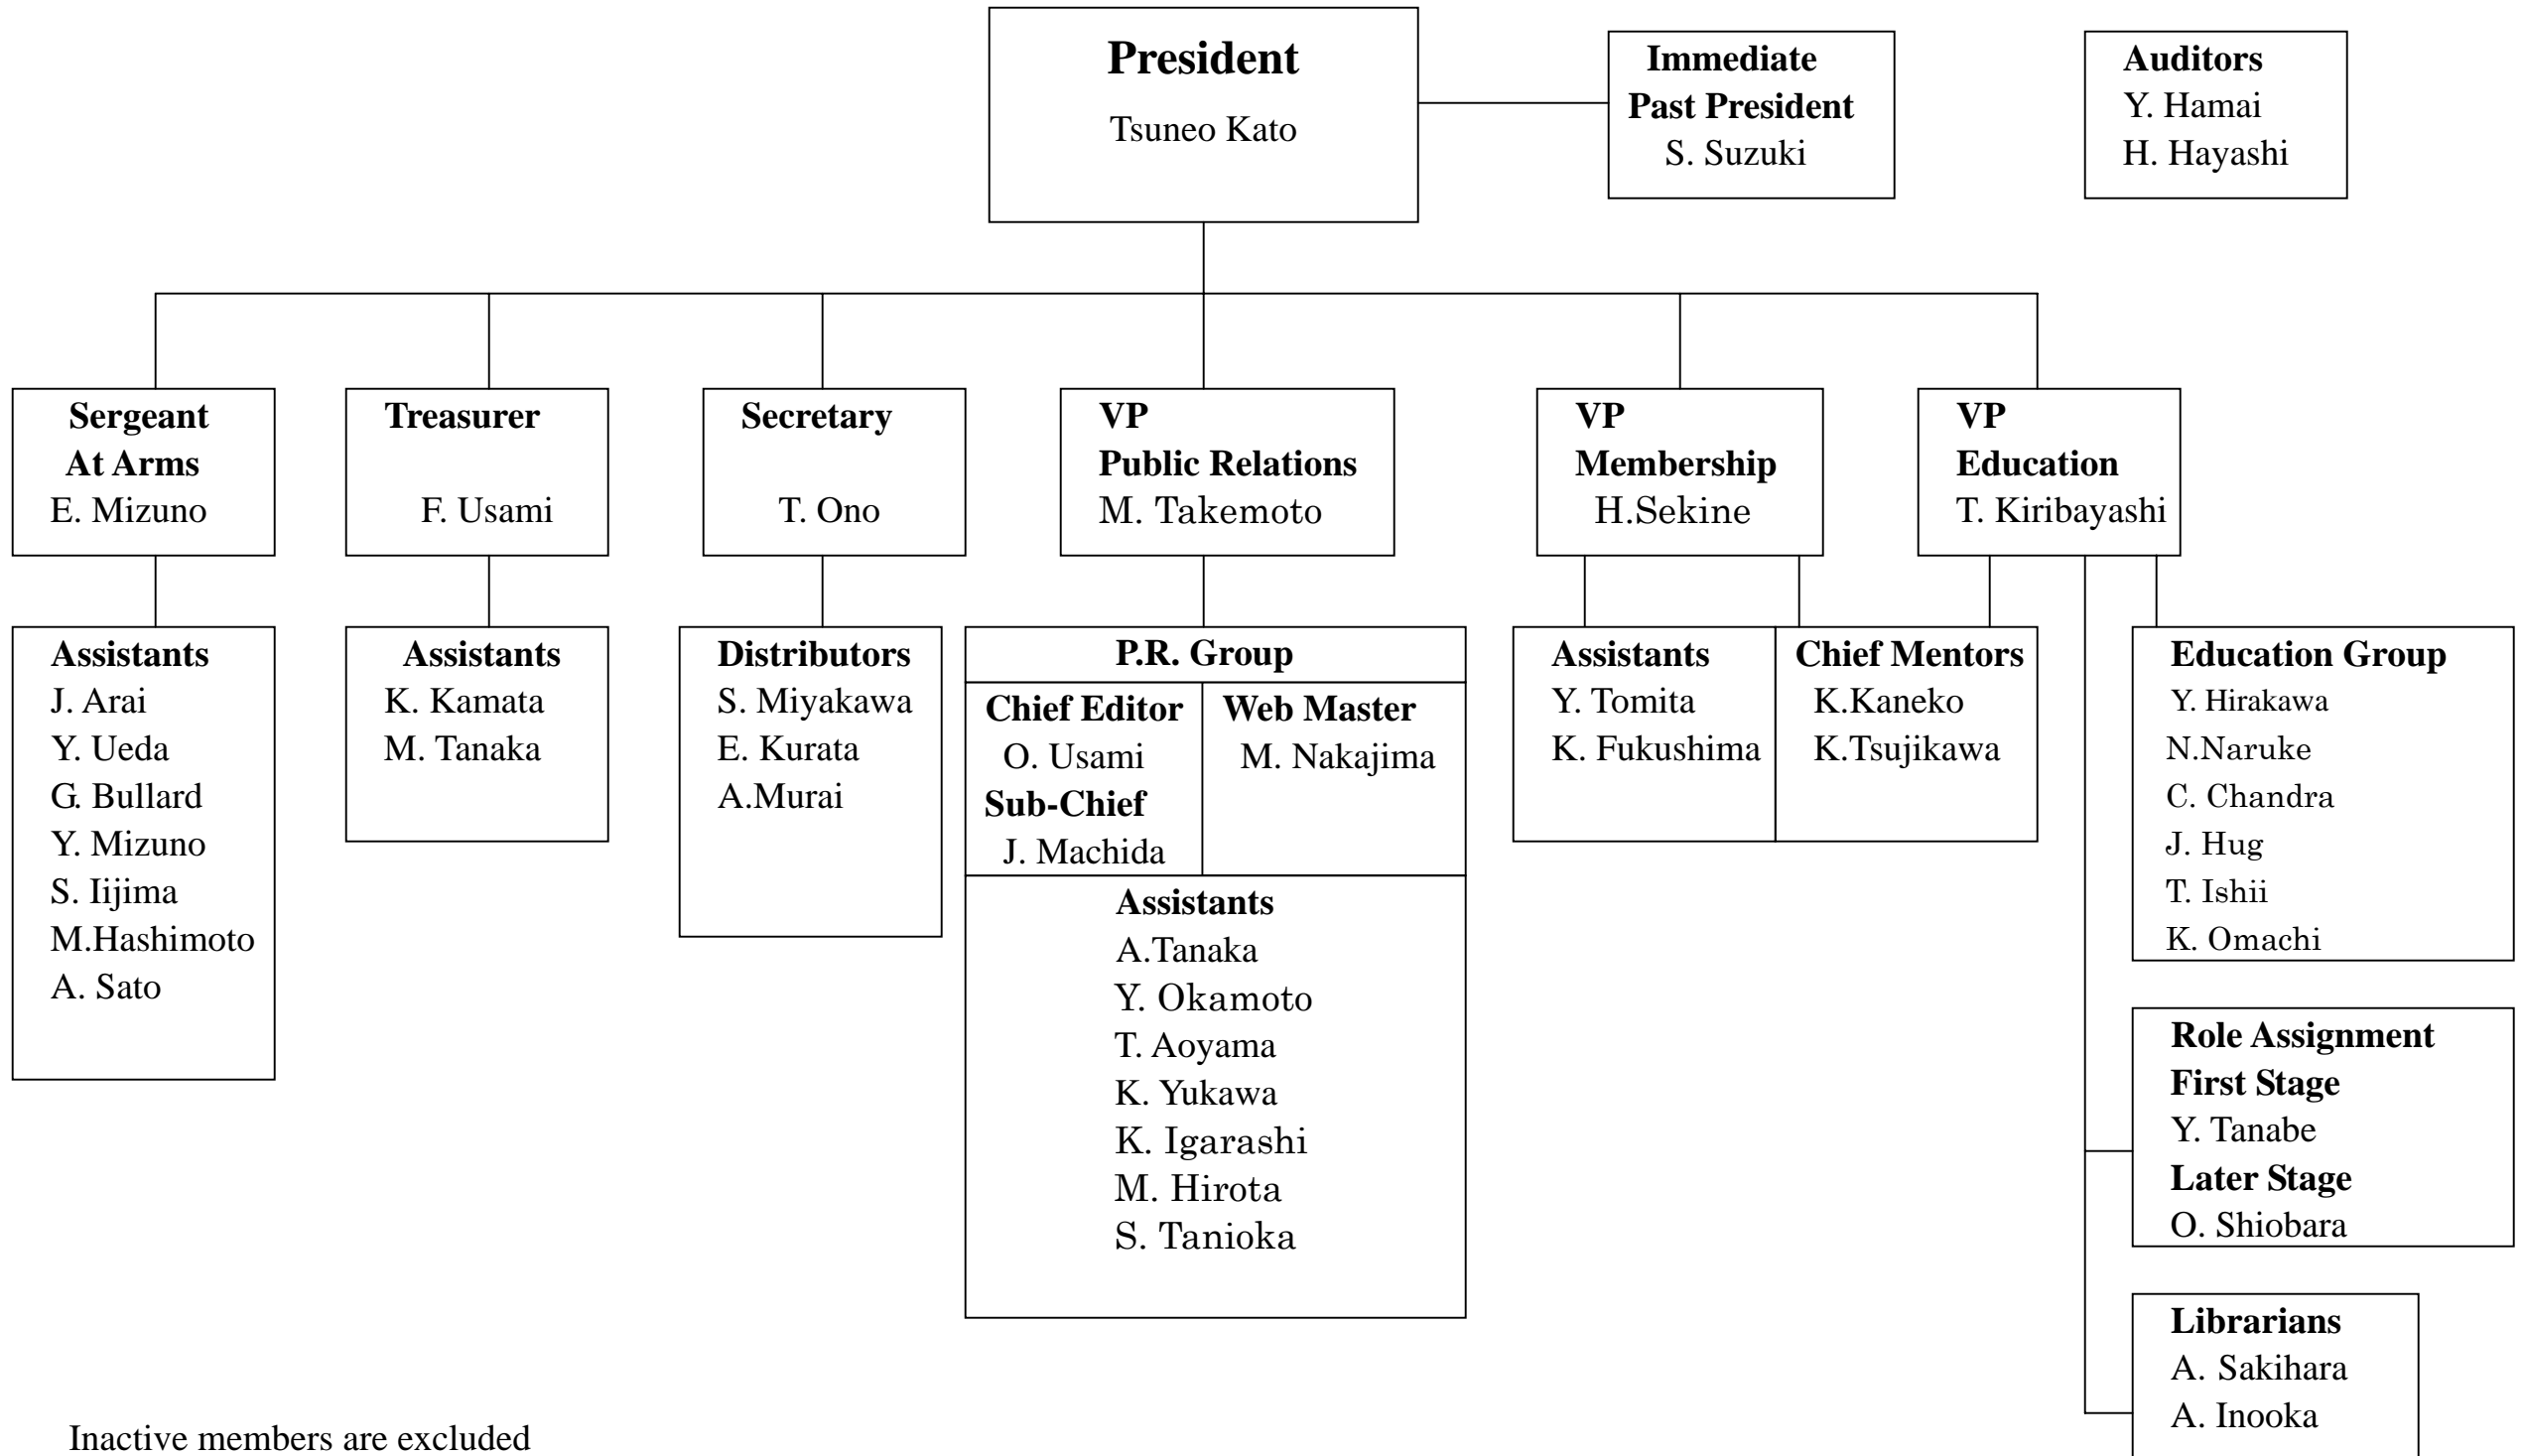 President
Tsuneo Kato
Immediate
Past President
S. Suzuki
Auditors
Y. Hamai
H. Hayashi
Sergeant
At Arms
E. Mizuno
Treasurer
F. Usami
Secretary
T. Ono
VP
Public Relations
M. Takemoto
VP
Membership
H.Sekine
VP
Education
T. Kiribayashi
Assistants
J. Arai
Y. Ueda
G. Bullard
Y. Mizuno
S. Iijima
M.Hashimoto
A. Sato
Assistants
K. Kamata
M. Tanaka
Distributors
S. Miyakawa
E. Kurata
A.Murai
P.R. Group
Chief Editor
O. Usami
Sub-Chief
J. Machida
Web Master
M. Nakajima
Assistants
A.Tanaka
Y. Okamoto
T. Aoyama
K. Yukawa
K. Igarashi
M. Hirota
S. Tanioka
Assistants
Y. Tomita
K. Fukushima
Chief Mentors
K.Kaneko
K.Tsujikawa
Education Group
Y. Hirakawa
N.Naruke
C. Chandra
J. Hug
T. Ishii
K. Omachi
Role Assignment
First Stage
Y. Tanabe
Later Stage
O. Shiobara
Librarians
A. Sakihara
A. Inooka
Inactive members are excluded